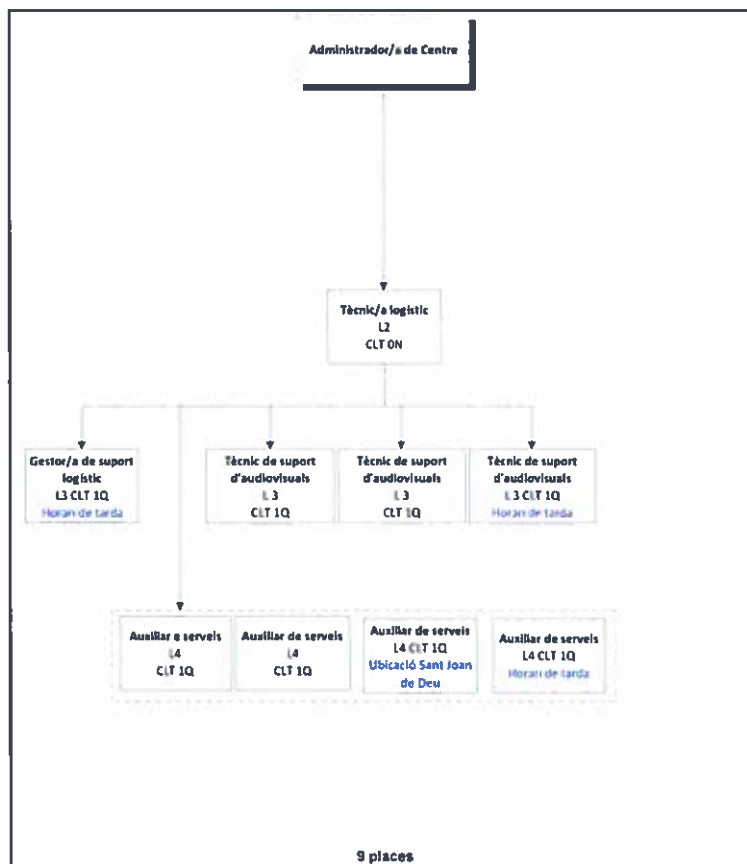 Administrador/a de Centre
Tècnic/a logístic
L2
CLT 0N
Gestor/a de suport
logístic
L3 CLT 1Q
Horari de tarda
Tècnic de suport
d'audiovisuals
L 3
CLT 1Q
Tècnic de suport
d'audiovisuals
L 3
CLT 1Q
Tècnic de suport
d'audiovisuals
L 3 CLT 1Q
Horari de tarda
Auxiliar e serveis
L4
CLT 1Q
Auxiliar de serveis
L4
CLT 1Q
Auxiliar de serveis
L4 CLT 1Q
Ubicació Sant Joan
de Deu
Auxiliar de serveis
L4 CLT 1Q
Horari de tarda
9 places